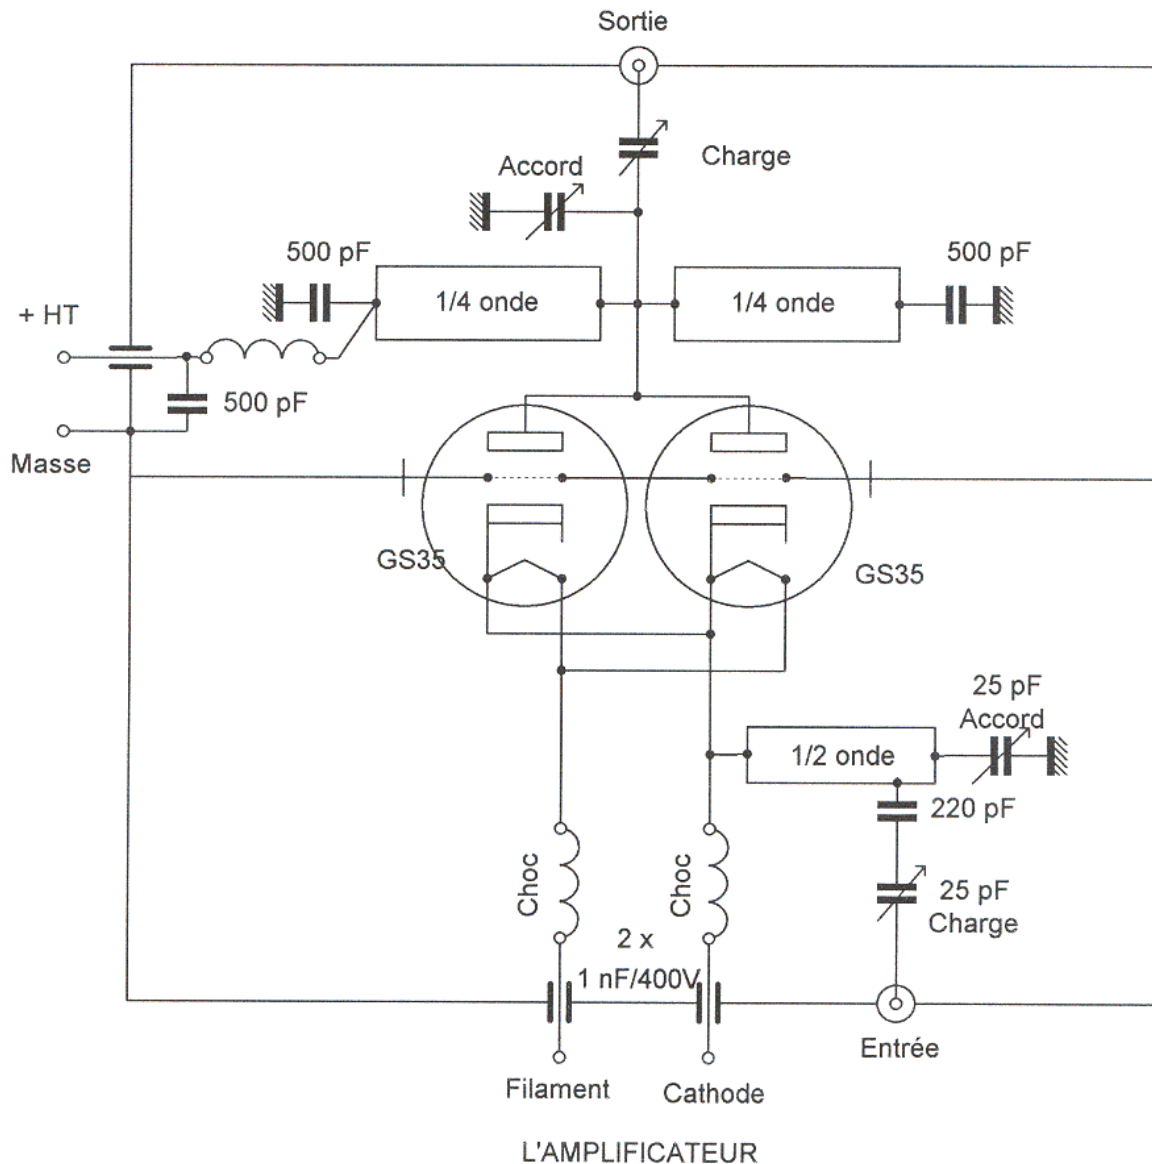 Sortie
Charge
Accord
500 pF
500 pF
1/4 onde
1/4 onde
+ HT
500 pF
Masse
GS35
GS35
25 pF
Accord
1/2 onde
220 pF
Choc
Choc
25 pF
Charge
2 x
1 nF/400V
Entrée
Filament
Cathode
L'AMPLIFICATEUR